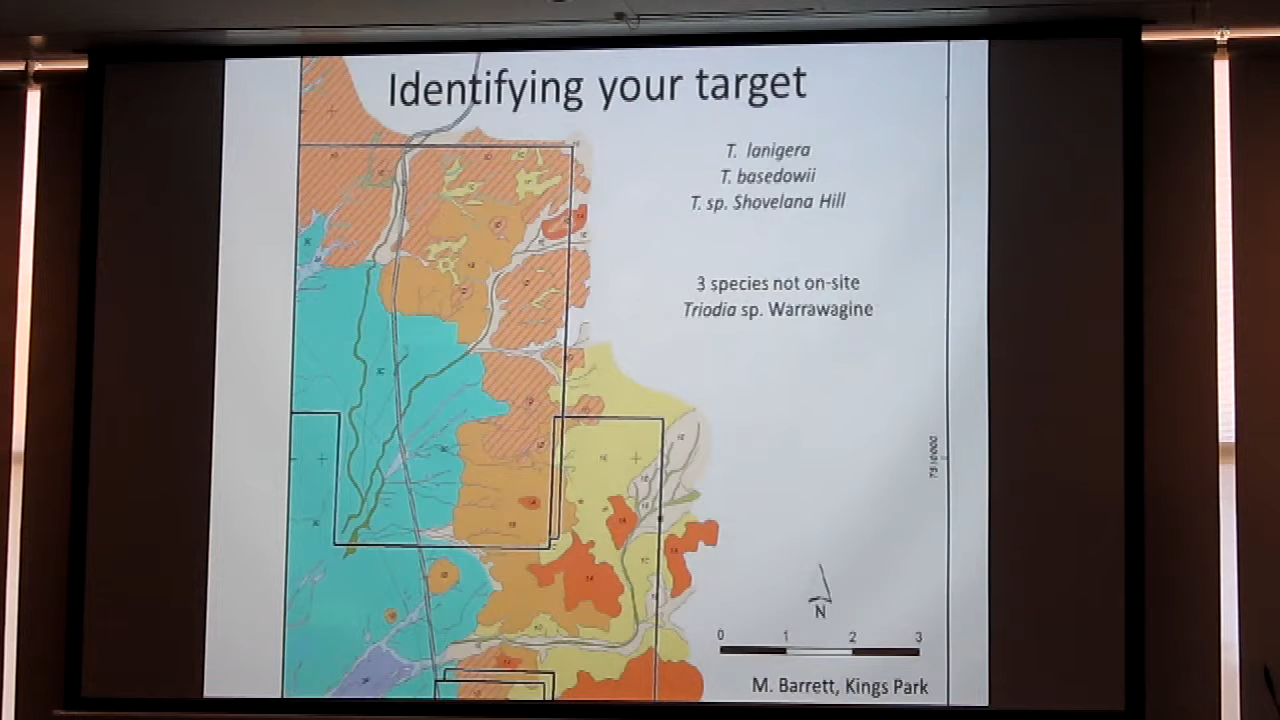 Identifying your target
T. lanigera
T. basedowii
T. sp. Shovelana Hill
3 species not on-site
Triodia sp. Warrawagine
N
0 1 2 3
M. Barrett, Kings Park